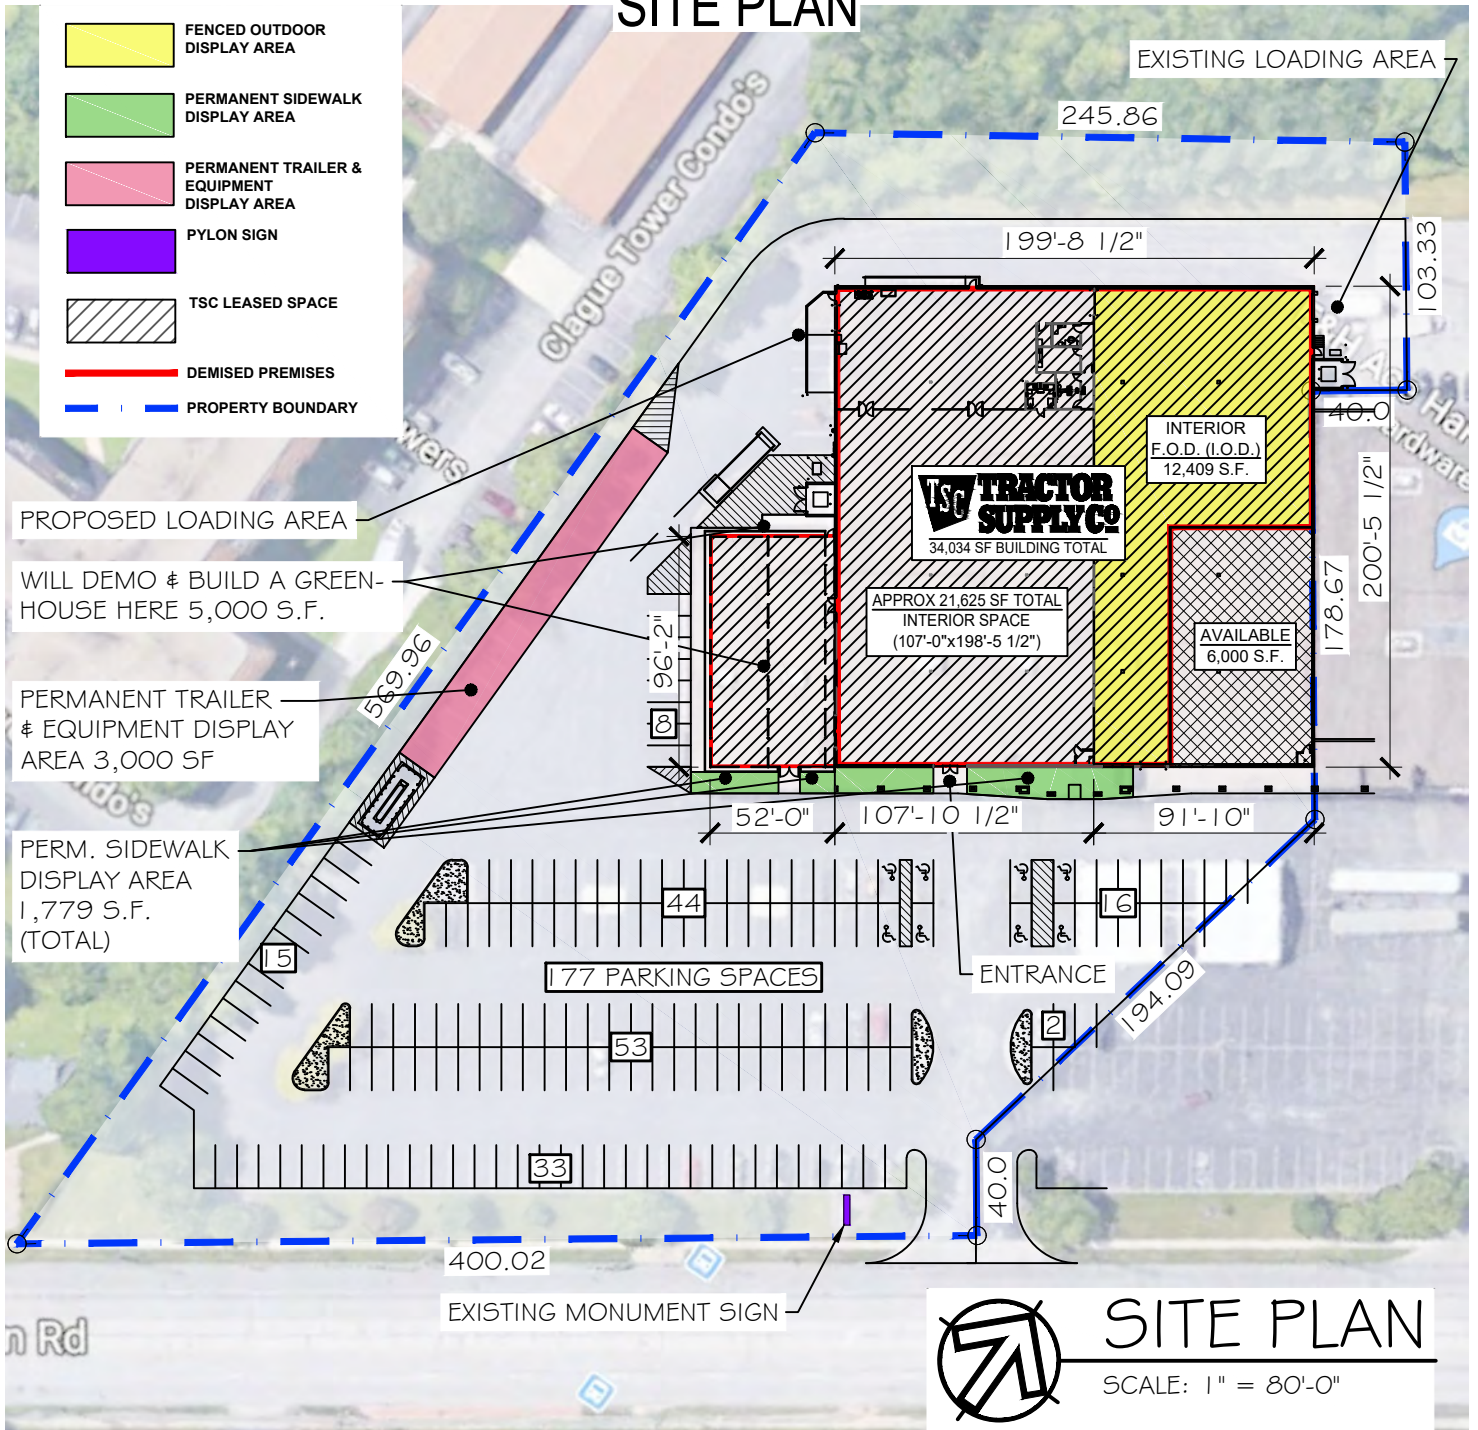 SITE PLAN
FENCED OUTDOOR
DISPLAY AREA
PERMANENT SIDEWALK
DISPLAY AREA
PERMANENT TRAILER &
EQUIPMENT
DISPLAY AREA
PYLON SIGN
TSC LEASED SPACE
DEMISED PREMISES
PROPERTY BOUNDARY
EXISTING LOADING AREA
245.86
Clague Tower Condo's
199'-8 1/2"
103.33
40.0
INTERIOR
F.O.D. (I.O.D.)
12,409 S.F.
TSC TRACTOR
SUPPLY CO
34,034 SF BUILDING TOTAL
200'-5 1/2"
178.67
APPROX 21,625 SF TOTAL
INTERIOR SPACE
(107'-0"x198'-5 1/2")
AVAILABLE
6,000 S.F.
PROPOSED LOADING AREA
WILL DEMO & BUILD A GREEN-
HOUSE HERE 5,000 S.F.
96'-2"
569.96
8
PERMANENT TRAILER
& EQUIPMENT DISPLAY
AREA 3,000 SF
52'-0"
107'-10 1/2"
91'-10"
PERM. SIDEWALK
DISPLAY AREA
1,779 S.F.
(TOTAL)
44
16
15
177 PARKING SPACES
ENTRANCE
194.09
53
2
33
40.0
400.02
EXISTING MONUMENT SIGN
n Rd
SITE PLAN
SCALE: 1" = 80'-0"